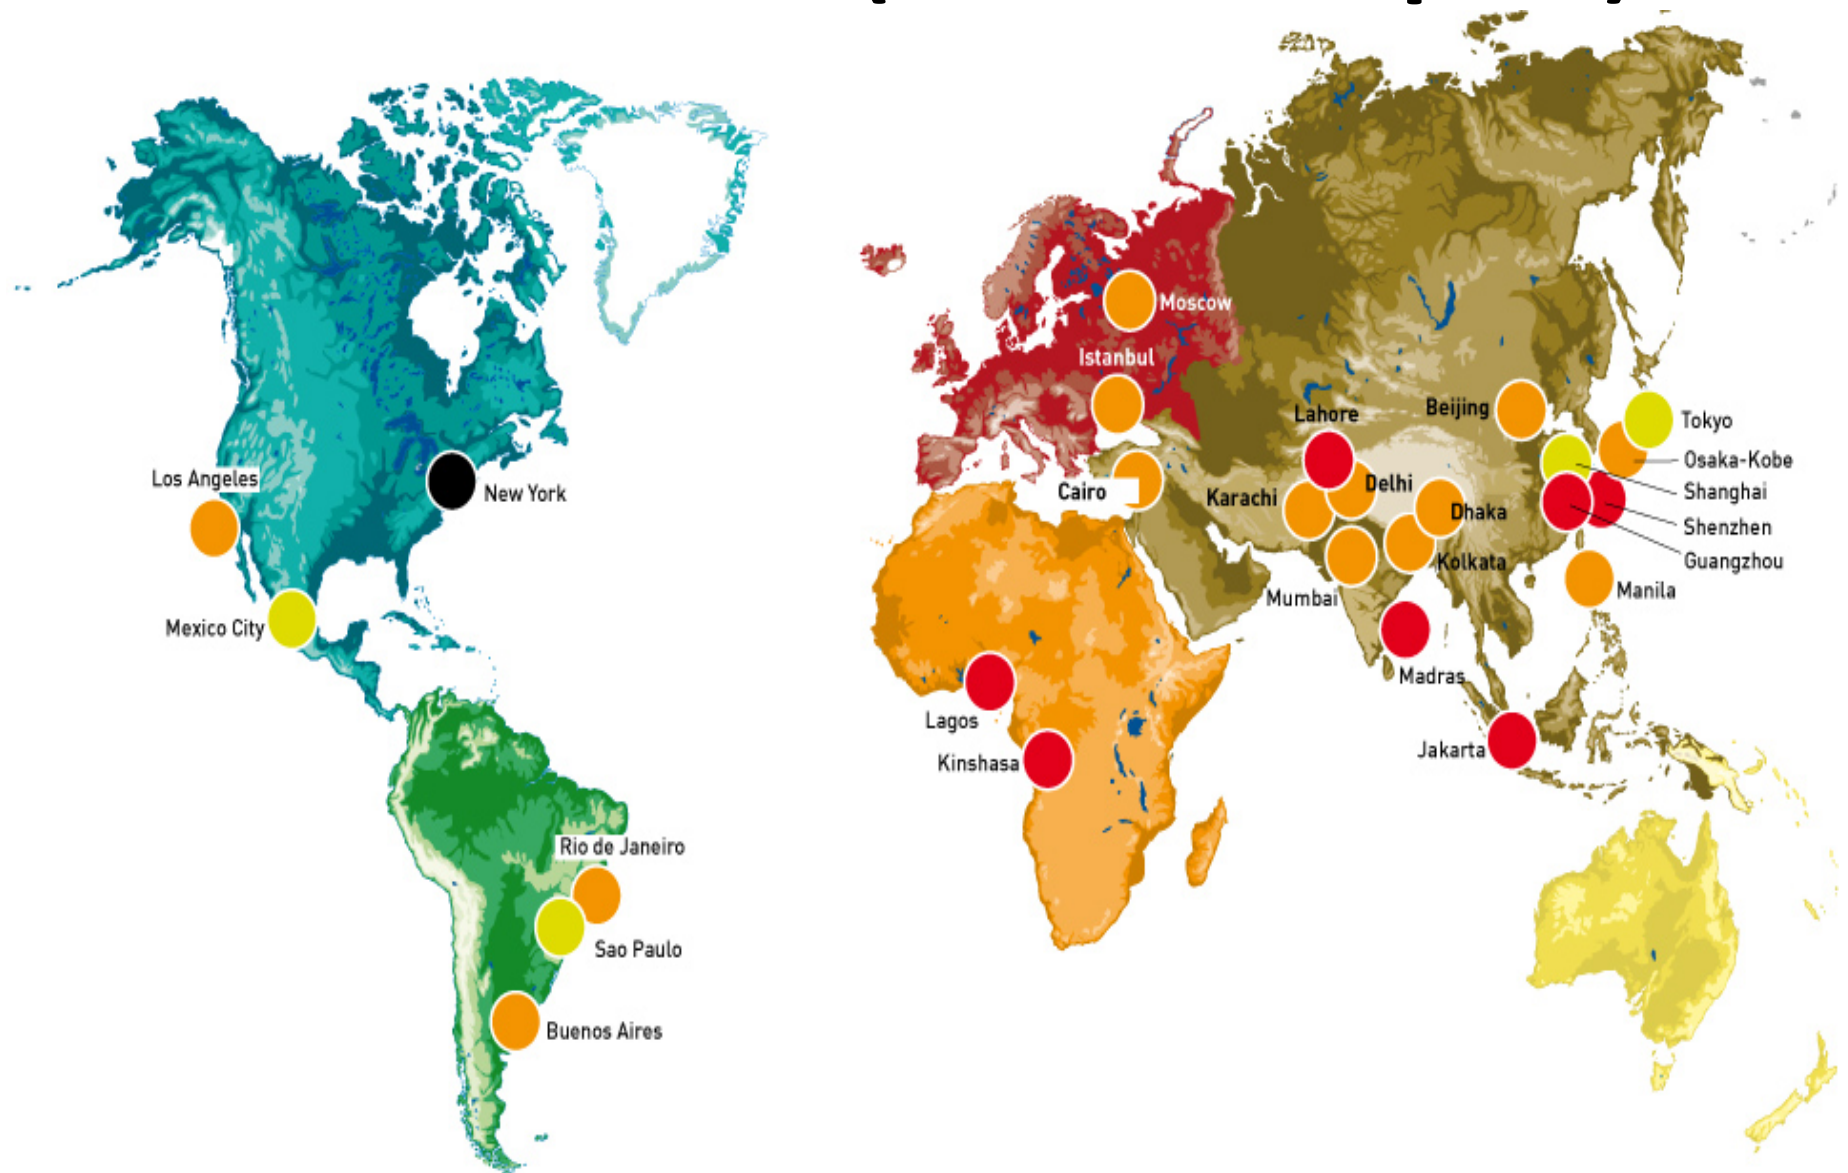 Moscow
Istanbul
Lahore
Beijing
Tokyo
Osaka-Kobe
Los Angeles
New York
Cairo
Karachi
Delhi
Dhaka
Shanghai
Shenzhen
Guangzhou
Kolkata
Mumbai
Manila
Mexico City
Madras
Lagos
Kinshasa
Jakarta
Rio de Janeiro
Sao Paulo
Buenos Aires